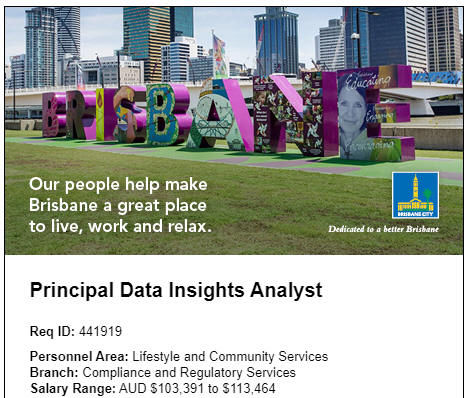 BRISBANE
Educating
Our people help make
Brisbane a great place
to live, work and relax.
BRISBANE CITY
Dedicated to a better Brisbane
Principal Data Insights Analyst
Req ID: 441919
Personnel Area: Lifestyle and Community Services
Branch: Compliance and Regulatory Services
Salary Range: AUD $103,391 to $113,464